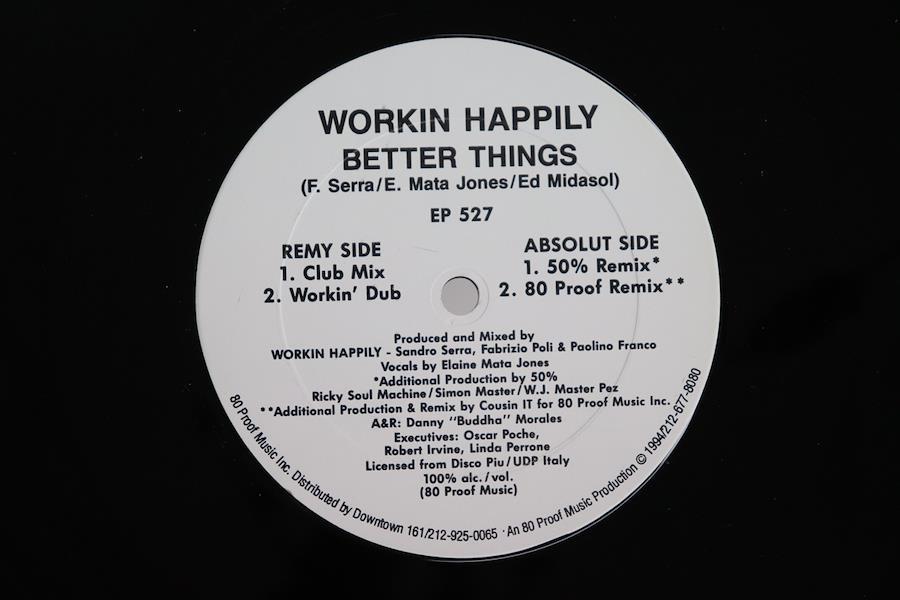 WORKIN HAPPILY
BETTER THINGS
(F. Serra/E. Mata Jones/Ed Midasol)
EP 527
REMY SIDE
1. Club Mix
2. Workin' Dub
ABSOLUT SIDE
1. 50% Remix*
2. 80 Proof Remix**
Produced and Mixed by
WORKIN HAPPILY - Sandro Serra, Fabrizio Poli & Paolino Franco
Vocals by Elaine Mata Jones
*Additional Production by 50%
Ricky Soul Machine/Simon Master/W.J. Master Pez
**Additional Production & Remix by Cousin IT for 80 Proof Music Inc.
A&R: Danny "Buddha" Morales
Executives: Oscar Poche,
Robert Irvine, Linda Perrone
Licensed from Disco Piu/UDP Italy
100% alc./vol.
(80 Proof Music)
80 Proof Music Inc. Distributed by Downtown 161/212-925-0065 · An 80 Proof Music Production © 1994/212-677-8080